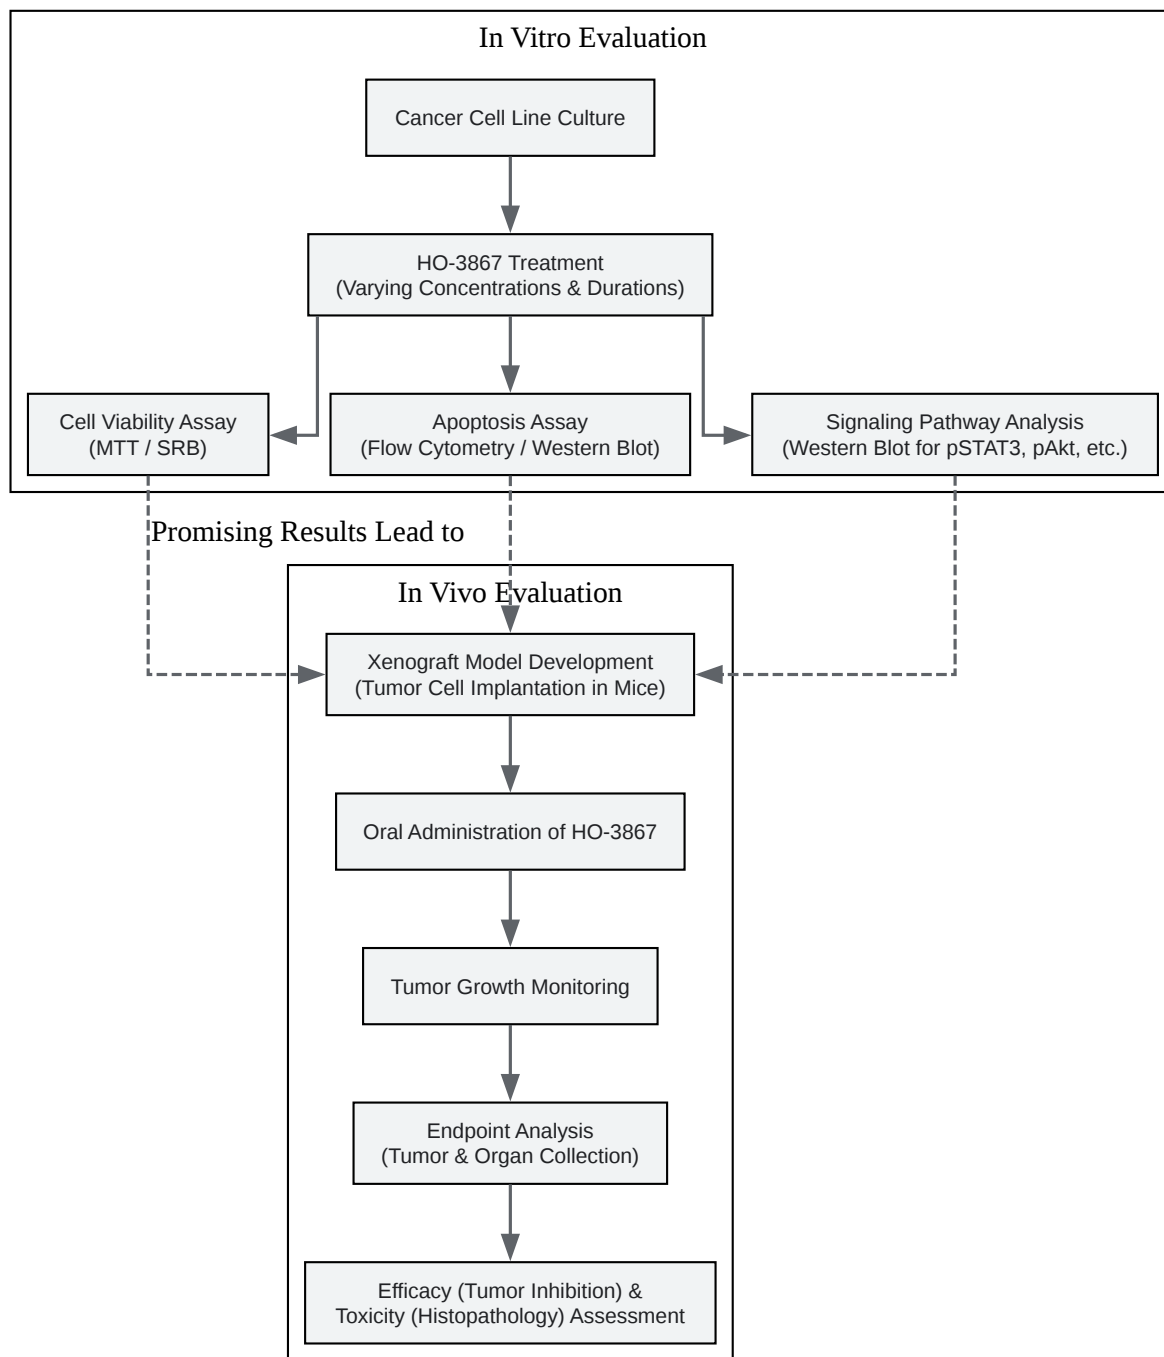 In Vitro Evaluation
Cancer Cell Line Culture
HO-3867 Treatment
(Varying Concentrations & Durations)
Cell Viability Assay
(MTT / SRB)
Apoptosis Assay
(Flow Cytometry / Western Blot)
Signaling Pathway Analysis
(Western Blot for pSTAT3, pAkt, etc.)
Promising Results Lead to
In Vivo Evaluation
Xenograft Model Development
(Tumor Cell Implantation in Mice)
Oral Administration of HO-3867
Tumor Growth Monitoring
Endpoint Analysis
(Tumor & Organ Collection)
Efficacy (Tumor Inhibition) &
Toxicity (Histopathology) Assessment